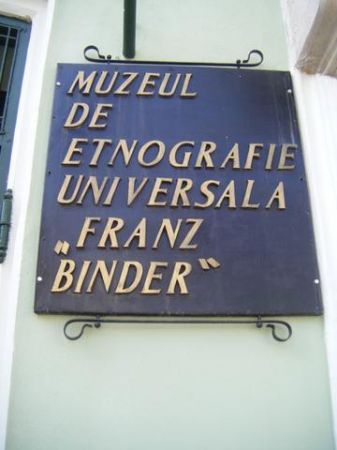 MUZEUL
DE
ETNOGRAFIE
UNIVERSALA
„FRANZ
BINDER"